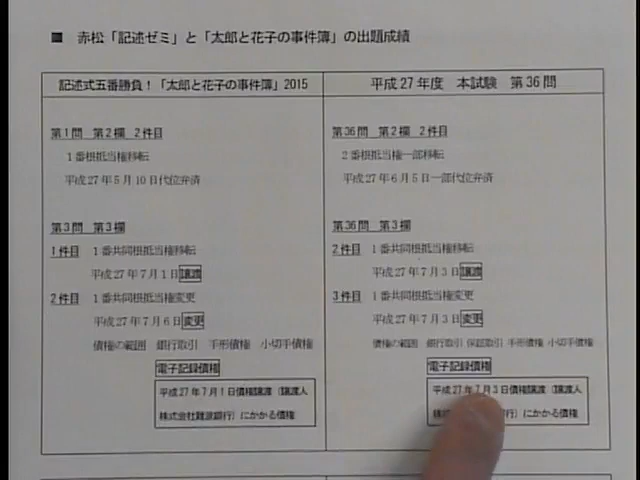 ■ 赤松「記述ゼミ」と「太郎と花子の事件簿」の出題成績
記述式五番勝負！「太郎と花子の事件簿」2015
第1問 第2欄 2件目
1番根抵当権移転
平成27年5月10日代位弁済
第3問 第3欄
1件目 1番共同根抵当権移転
平成27年7月1日譲渡
2件目 1番共同根抵当権変更
平成27年7月6日変更
債権の範囲 銀行取引 手形債権 小切手債権
電子記録債権
平成27年7月1日債権譲渡（譲渡人
株式会社難波銀行）にかかる債権
平成27年度 本試験 第36問
第36問 第2欄 2件目
2番根抵当権一部移転
平成27年6月5日一部代位弁済
第36問 第3欄
2件目 1番共同根抵当権移転
平成27年7月3日譲渡
3件目 1番共同根抵当権変更
平成27年7月3日変更
債権の範囲 銀行取引 保証取引 手形債権 小切手債権
電子記録債権
平成27年7月3日債権譲渡（譲渡人
行）にかかる債権